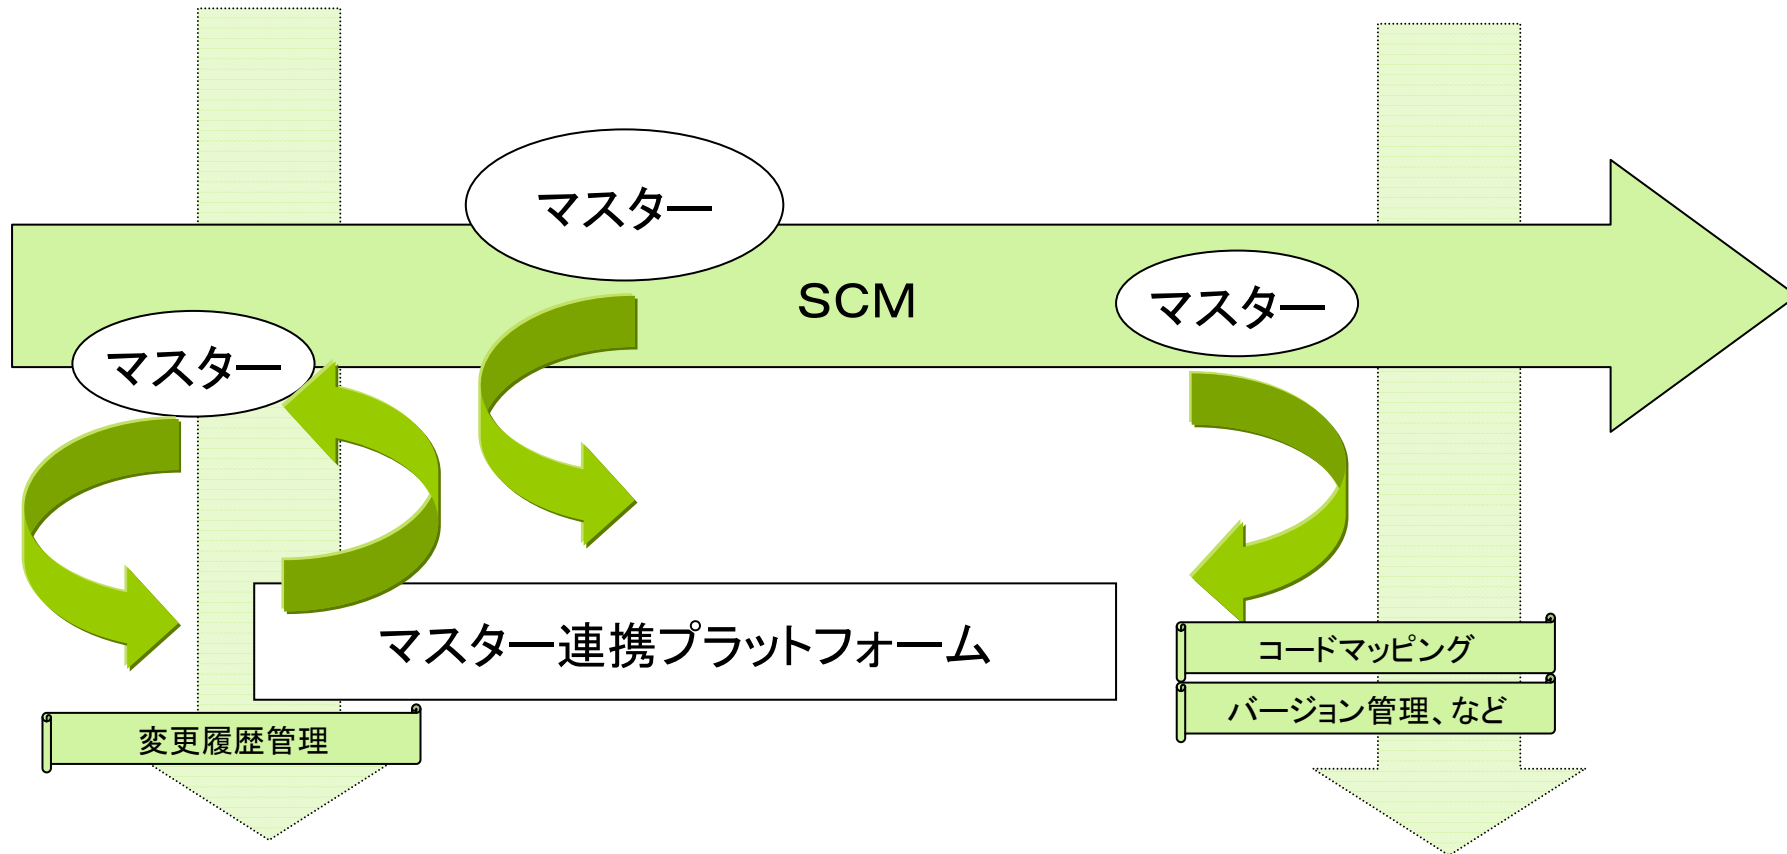 マスター
SCM
マスター
マスター
マスター連携プラットフォーム
コードマッピング
バージョン管理、など
変更履歴管理